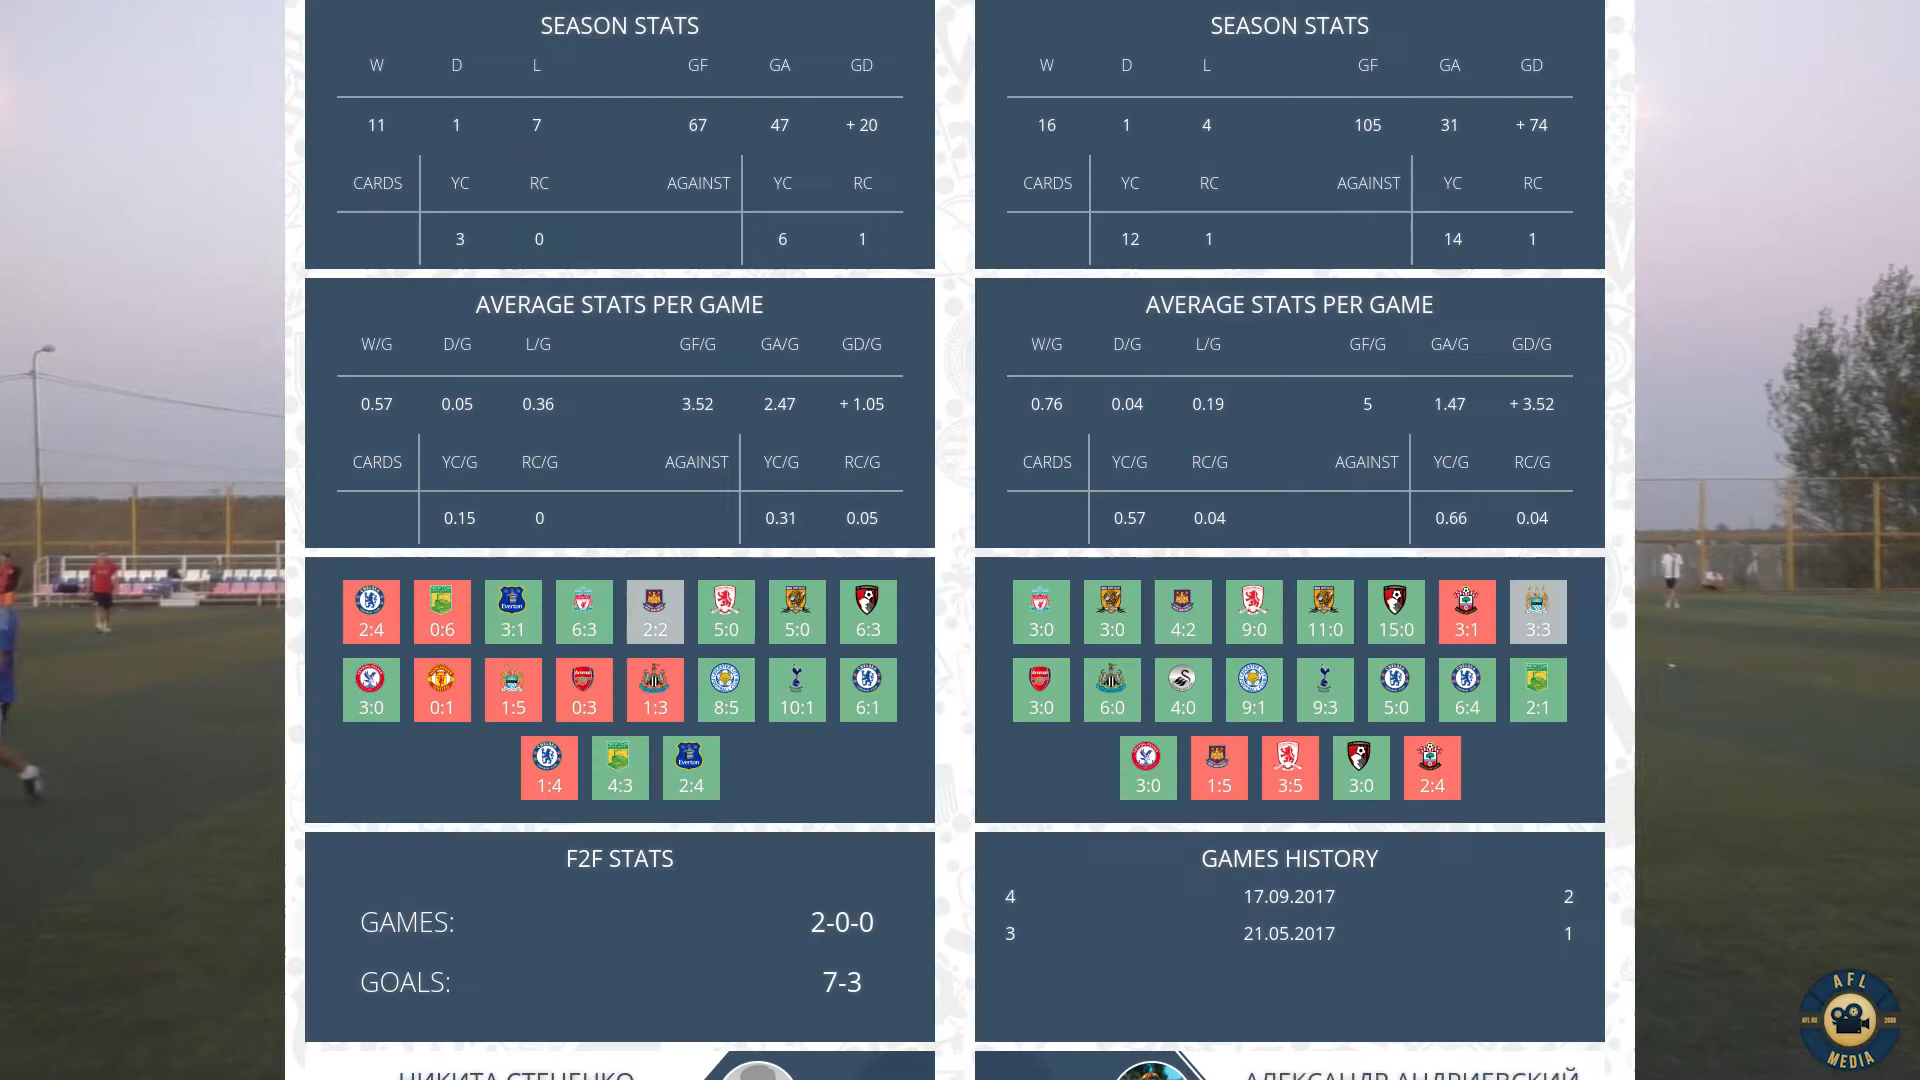 SEASON STATS
W D L GF GA GD
11 1 7 67 47 + 20
CARDS YC RC AGAINST YC RC
3 0 6 1
AVERAGE STATS PER GAME
W/G D/G L/G GF/G GA/G GD/G
0.57 0.05 0.36 3.52 2.47 + 1.05
CARDS YC/G RC/G AGAINST YC/G RC/G
0.15 0 0.31 0.05
Everton
2:4 0:6 3:1 6:3 2:2 5:0 5:0 6:3
Arsenal
3:0 0:1 1:5 0:3 1:3 8:5 10:1 6:1
Everton
1:4 4:3 2:4
F2F STATS
GAMES: 2-0-0
GOALS: 7-3
SEASON STATS
W D L GF GA GD
16 1 4 105 31 + 74
CARDS YC RC AGAINST YC RC
12 1 14 1
AVERAGE STATS PER GAME
W/G D/G L/G GF/G GA/G GD/G
0.76 0.04 0.19 5 1.47 + 3.52
CARDS YC/G RC/G AGAINST YC/G RC/G
0.57 0.04 0.66 0.04
3:0 3:0 4:2 9:0 11:0 15:0 3:1 3:3
Arsenal
3:0 6:0 4:0 9:1 9:3 5:0 6:4 2:1
3:0 1:5 3:5 3:0 2:4
GAMES HISTORY
4 17.09.2017 2
3 21.05.2017 1
AFL
AFL RU 2008
MEDIA